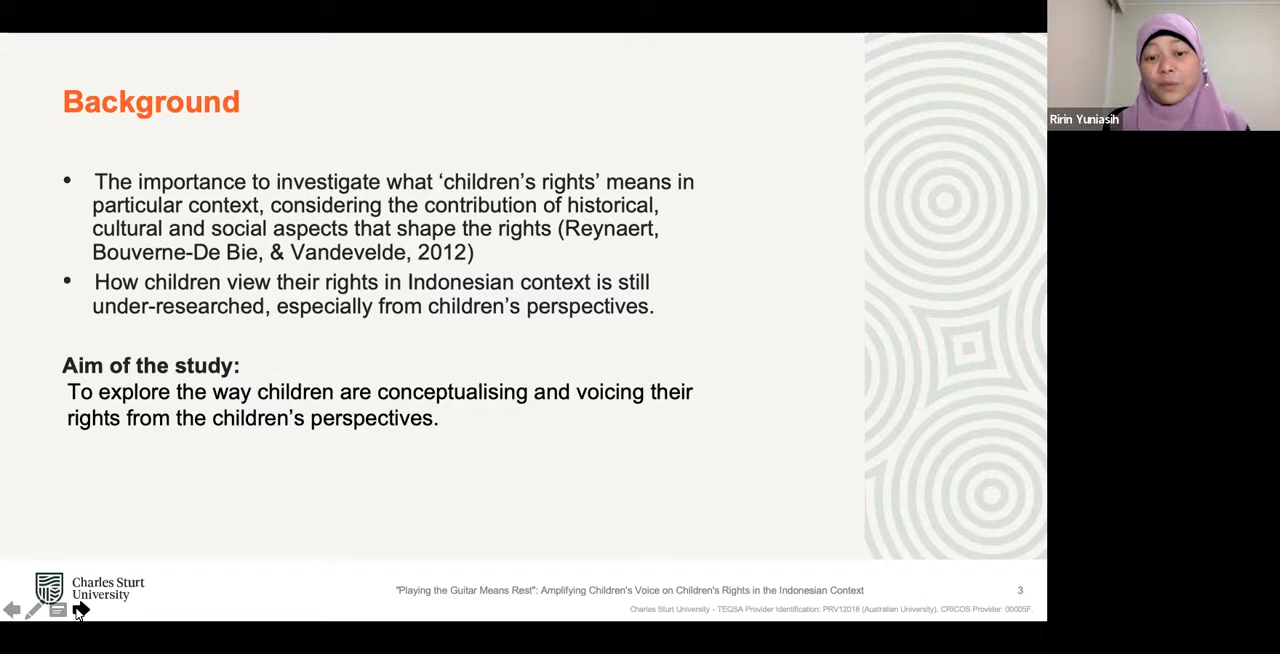 Background
• The importance to investigate what ‘children’s rights’ means in
particular context, considering the contribution of historical,
cultural and social aspects that shape the rights (Reynaert,
Bouverne-De Bie, & Vandevelde, 2012)
• How children view their rights in Indonesian context is still
under-researched, especially from children’s perspectives.
Aim of the study:
To explore the way children are conceptualising and voicing their
rights from the children’s perspectives.
Ririn Yuniasih
Charles Sturt
University
"Playing the Guitar Means Rest": Amplifying Children's Voice on Children's Rights in the Indonesian Context
3
Charles Sturt University - TEQSA Provider Identification: PRV12018 (Australian University). CRICOS Provider: 00005F.